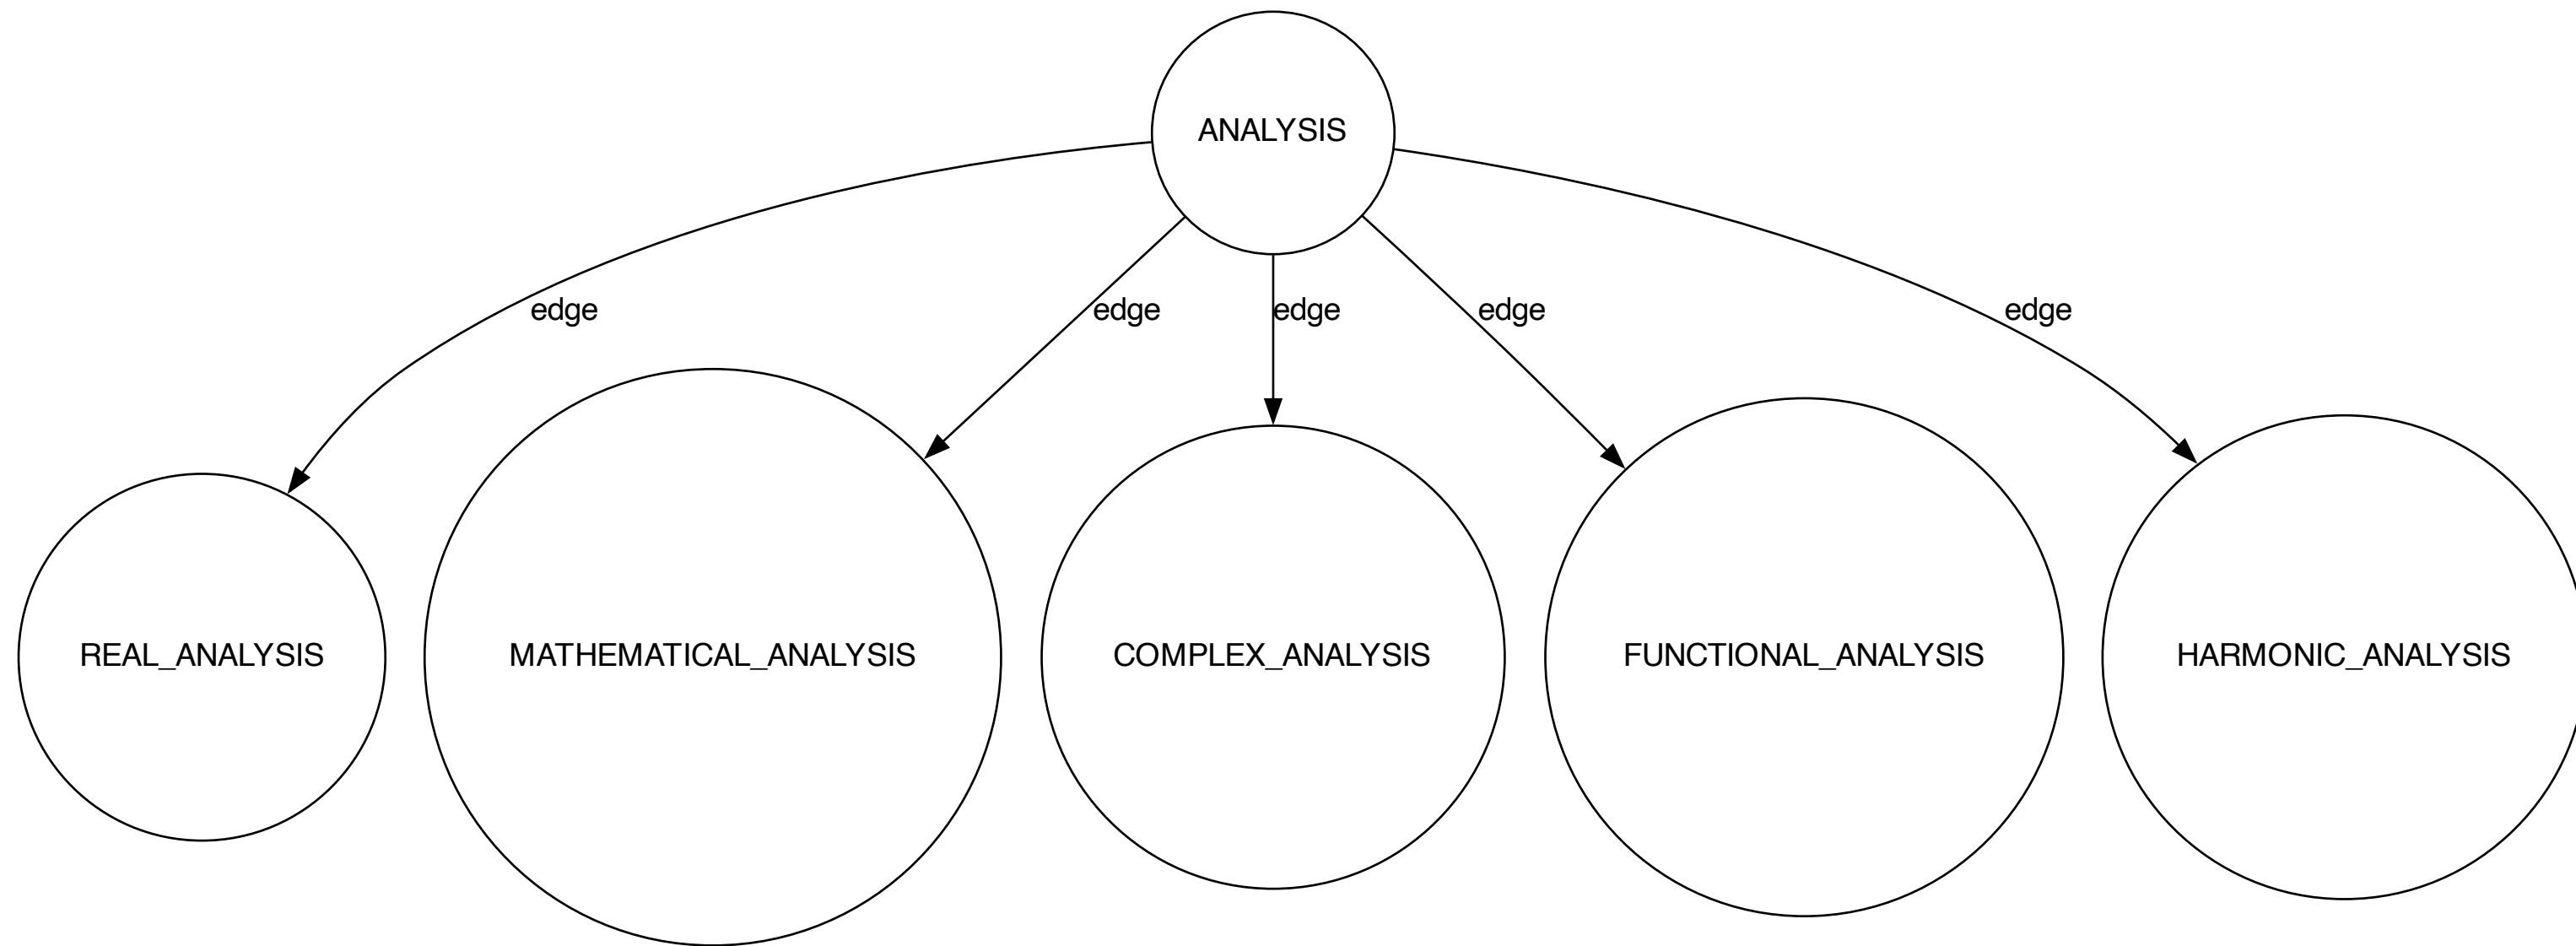 ANALYSIS
edge
edge
edge
edge
edge
REAL_ANALYSIS
MATHEMATICAL_ANALYSIS
COMPLEX_ANALYSIS
FUNCTIONAL_ANALYSIS
HARMONIC_ANALYSIS